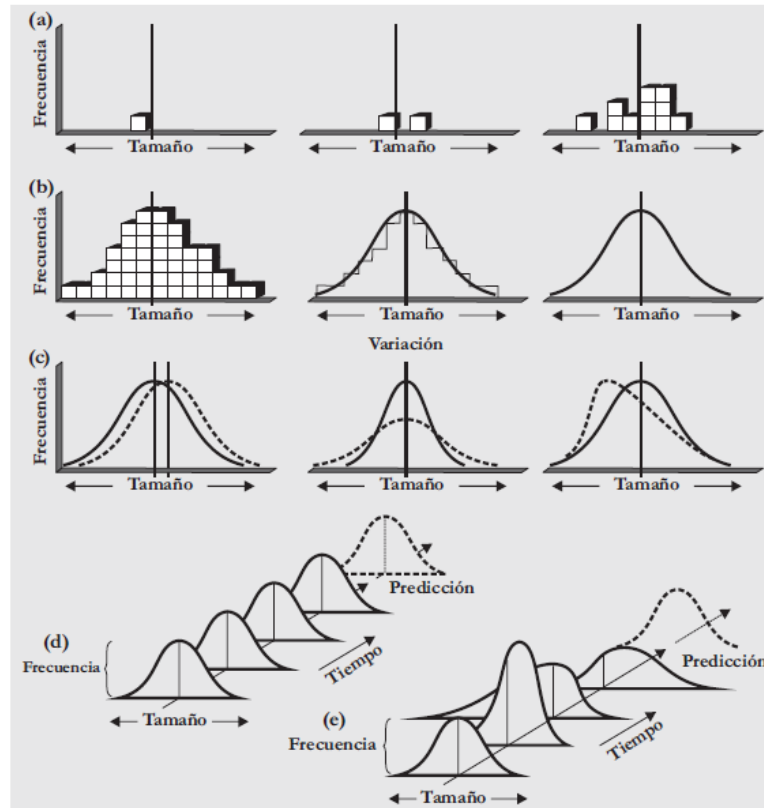 (a)
Frecuencia
Tamaño
Tamaño
Tamaño
(b)
Frecuencia
Tamaño
Tamaño
Tamaño
Variación
(c)
Frecuencia
Tamaño
Tamaño
Tamaño
Predicción
(d)
Frecuencia
Tiempo
Tamaño
Predicción
(e)
Frecuencia
Tiempo
Tamaño